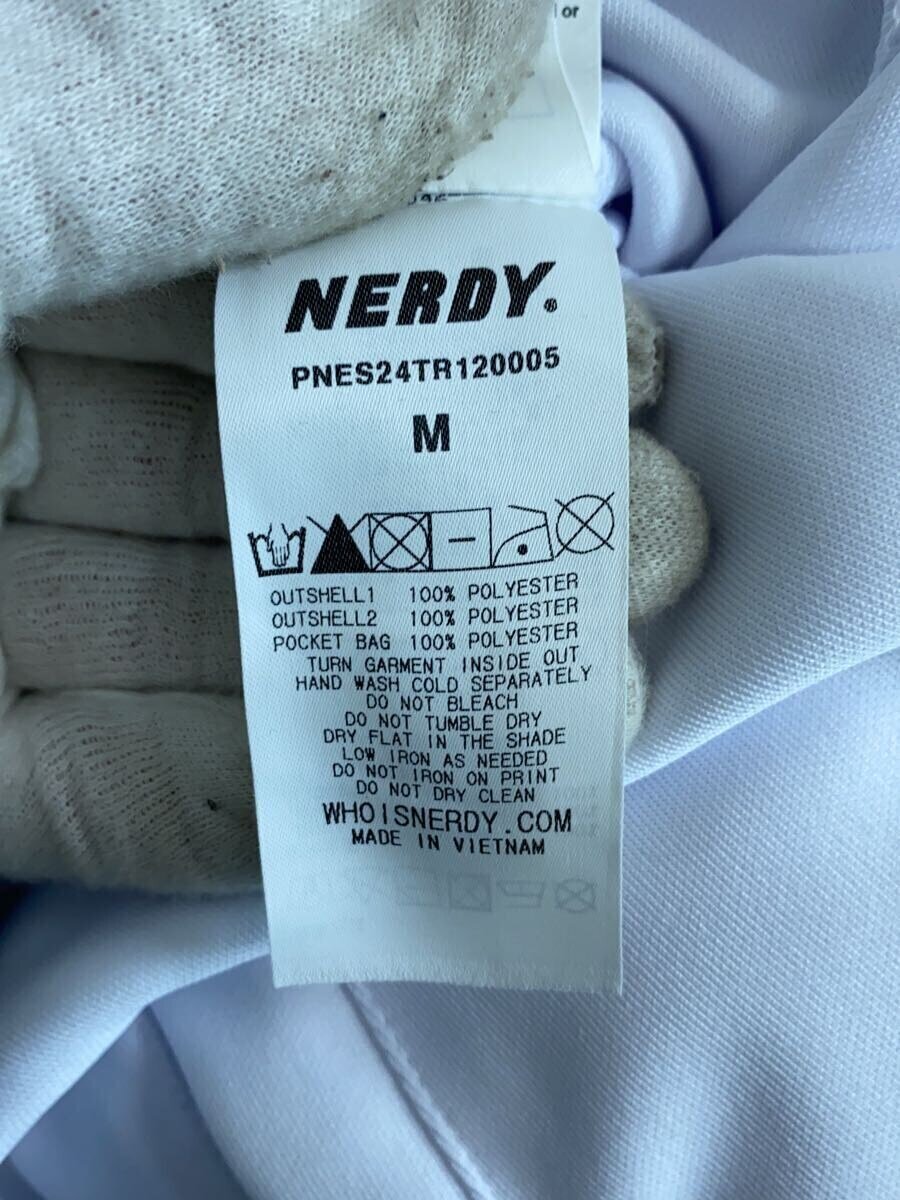 or
NERDY.®
PNES24TR120005
M
OUTSHELL1 100% POLYESTER
OUTSHELL2 100% POLYESTER
POCKET BAG 100% POLYESTER
TURN GARMENT INSIDE OUT
HAND WASH COLD SEPARATELY
DO NOT BLEACH
DO NOT TUMBLE DRY
DRY FLAT IN THE SHADE
LOW IRON AS NEEDED
DO NOT IRON ON PRINT
DO NOT DRY CLEAN
WHOISNERDY.COM
MADE IN VIETNAM